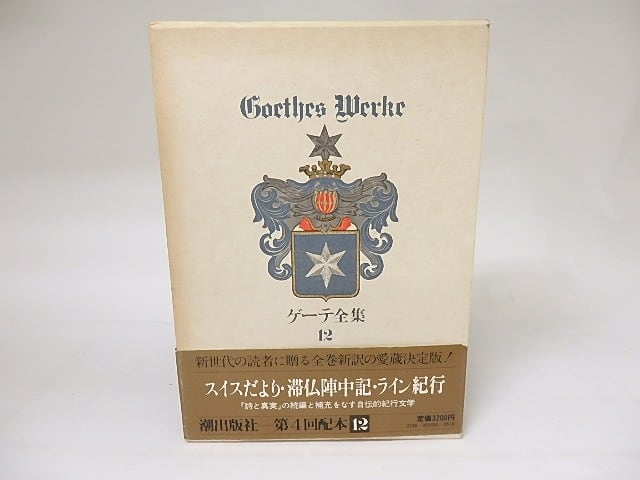 Goethes Werke
ゲーテ全集
12
新世代の読者に贈る全巻新訳の愛蔵決定版!
スイスだより・滞仏陣中記・ライン紀行
『詩と真実』の続編と補充をなす自伝的紀行文学
潮出版社—第4回配本12
定価3200円